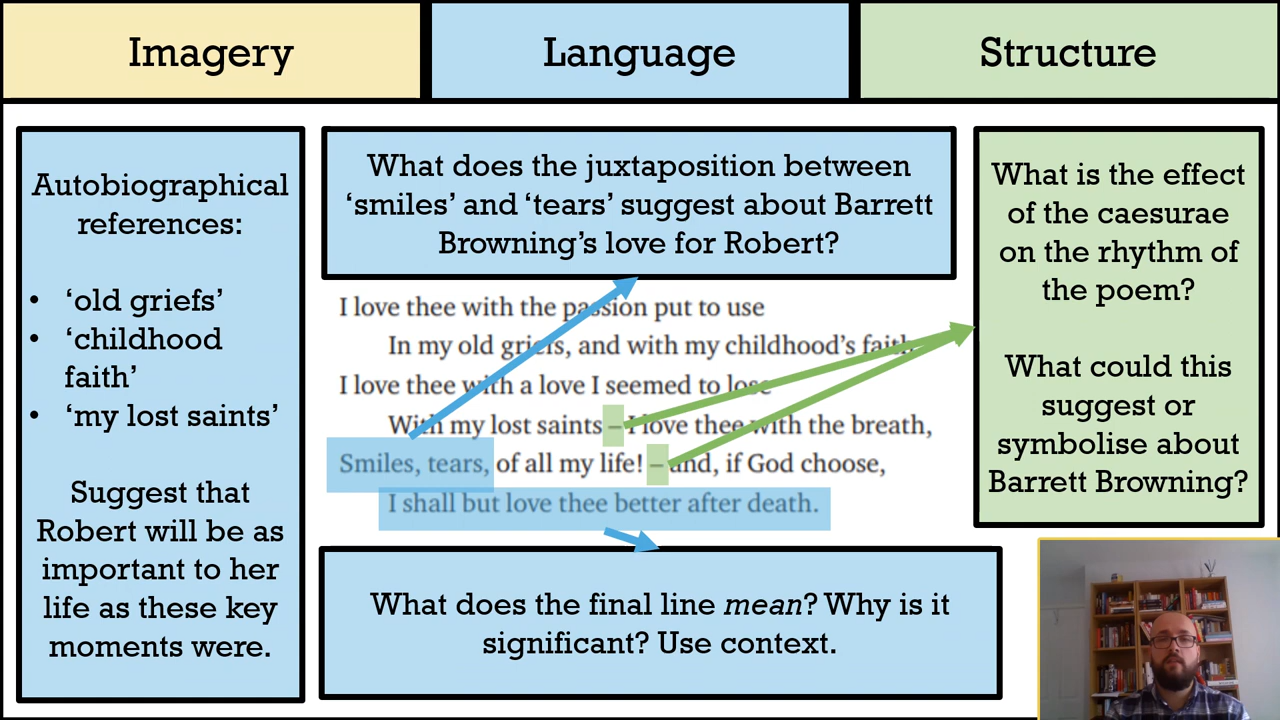 Imagery
Language
Structure
Autobiographical
references:
• ‘old griefs’
• ‘childhood
faith’
• ‘my lost saints’
Suggest that
Robert will be as
important to her
life as these key
moments were.
What does the juxtaposition between
‘smiles’ and ‘tears’ suggest about Barrett
Browning’s love for Robert?
I love thee with the passion put to use
In my old griefs, and with my childhood’s faith.
I love thee with a love I seemed to lose
With my lost saints – I love thee with the breath,
Smiles, tears, of all my life! – and, if God choose,
I shall but love thee better after death.
What does the final line mean? Why is it
significant? Use context.
What is the effect
of the caesurae
on the rhythm of
the poem?
What could this
suggest or
symbolise about
Barrett Browning?